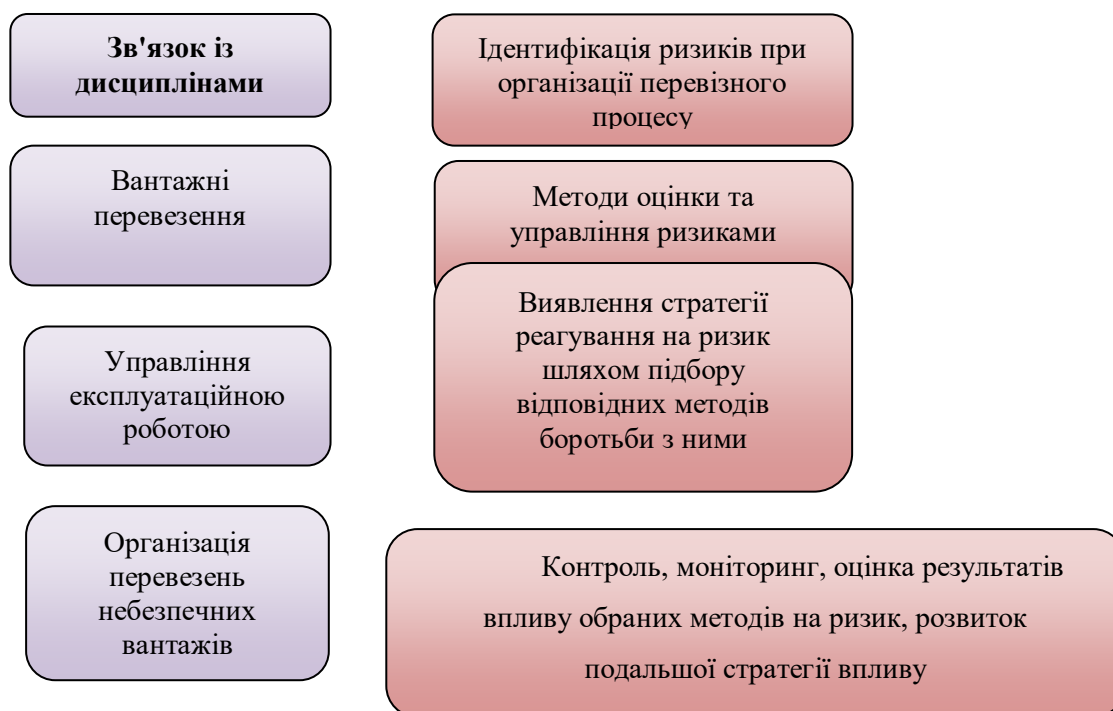 Зв'язок із
дисциплінами
Вантажні
перевезення
Управління
експлуатаційною
роботою
Організація
перевезень
небезпечних
вантажів
Ідентифікація ризиків при
організації перевізного
процесу
Методи оцінки та
управління ризиками
Виявлення стратегії
реагування на ризик
шляхом підбору
відповідних методів
боротьби з ними
Контроль, моніторинг, оцінка результатів
впливу обраних методів на ризик, розвиток
подальшої стратегії впливу